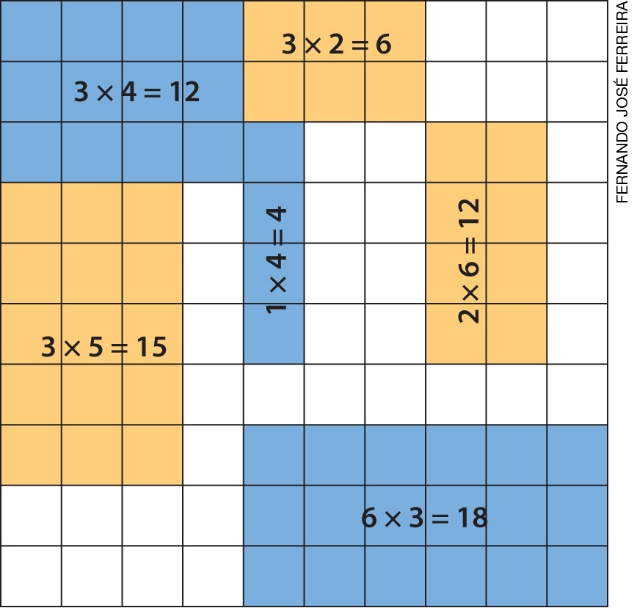 3 × 2 = 6
3 × 4 = 12
1 × 4 = 4
2 × 6 = 12
3 × 5 = 15
6 × 3 = 18
FERNANDO JOSÉ FERREIRA